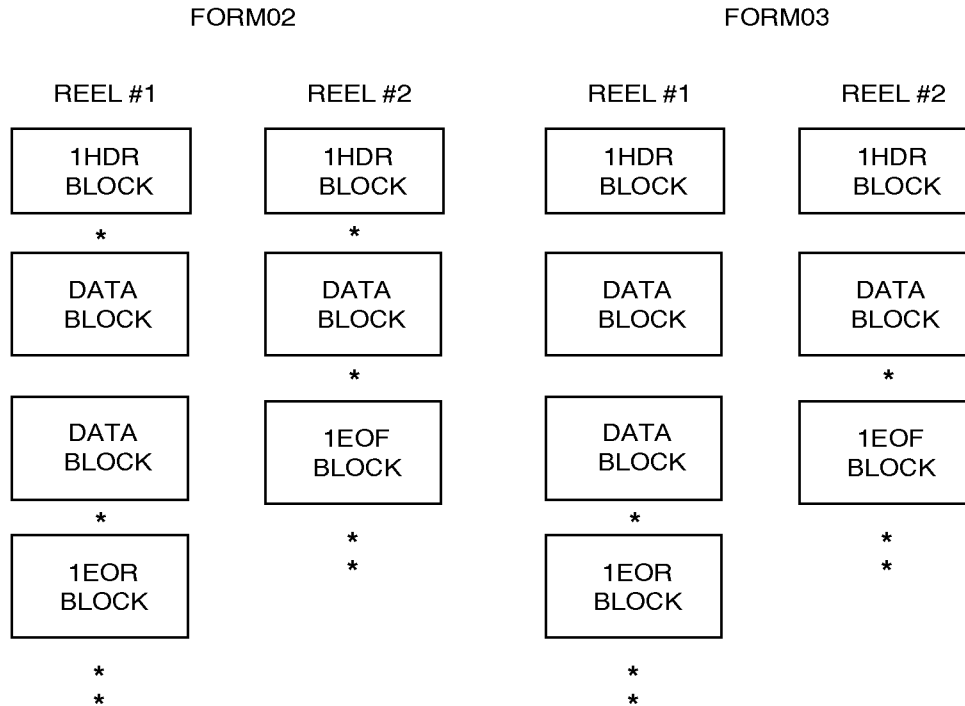 FORM02
REEL #1
REEL #2
1HDR
BLOCK
1HDR
BLOCK
*
*
DATA
BLOCK
DATA
BLOCK
*
DATA
BLOCK
1EOF
BLOCK
*
1EOR
BLOCK
*
*
*
*
FORM03
REEL #1
REEL #2
1HDR
BLOCK
1HDR
BLOCK
DATA
BLOCK
DATA
BLOCK
*
DATA
BLOCK
1EOF
BLOCK
*
1EOR
BLOCK
*
*
*
*